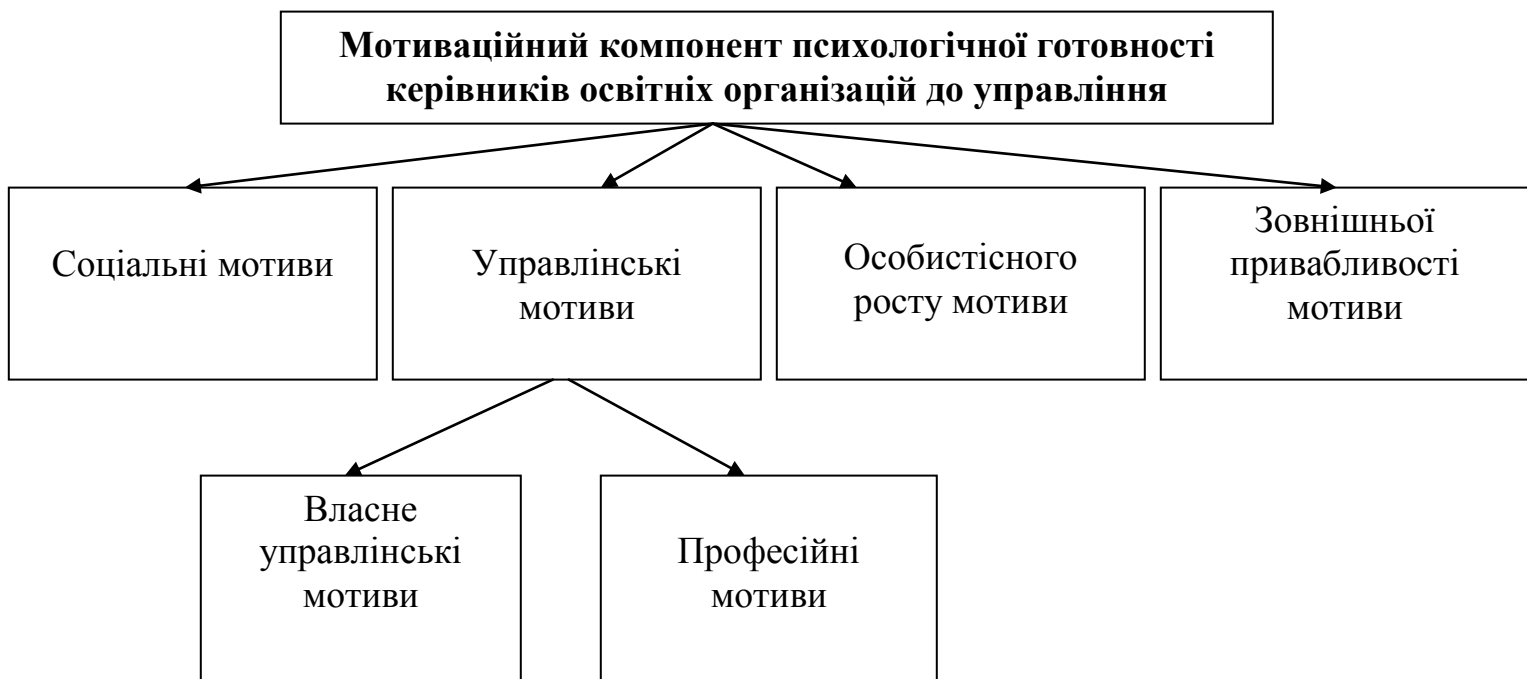 Мотиваційний компонент психологічної готовності
керівників освітніх організацій до управління
Соціальні мотиви
Управлінські
мотиви
Особистісного
росту мотиви
Зовнішньої
привабливості
мотиви
Власне
управлінські
мотиви
Професійні
мотиви